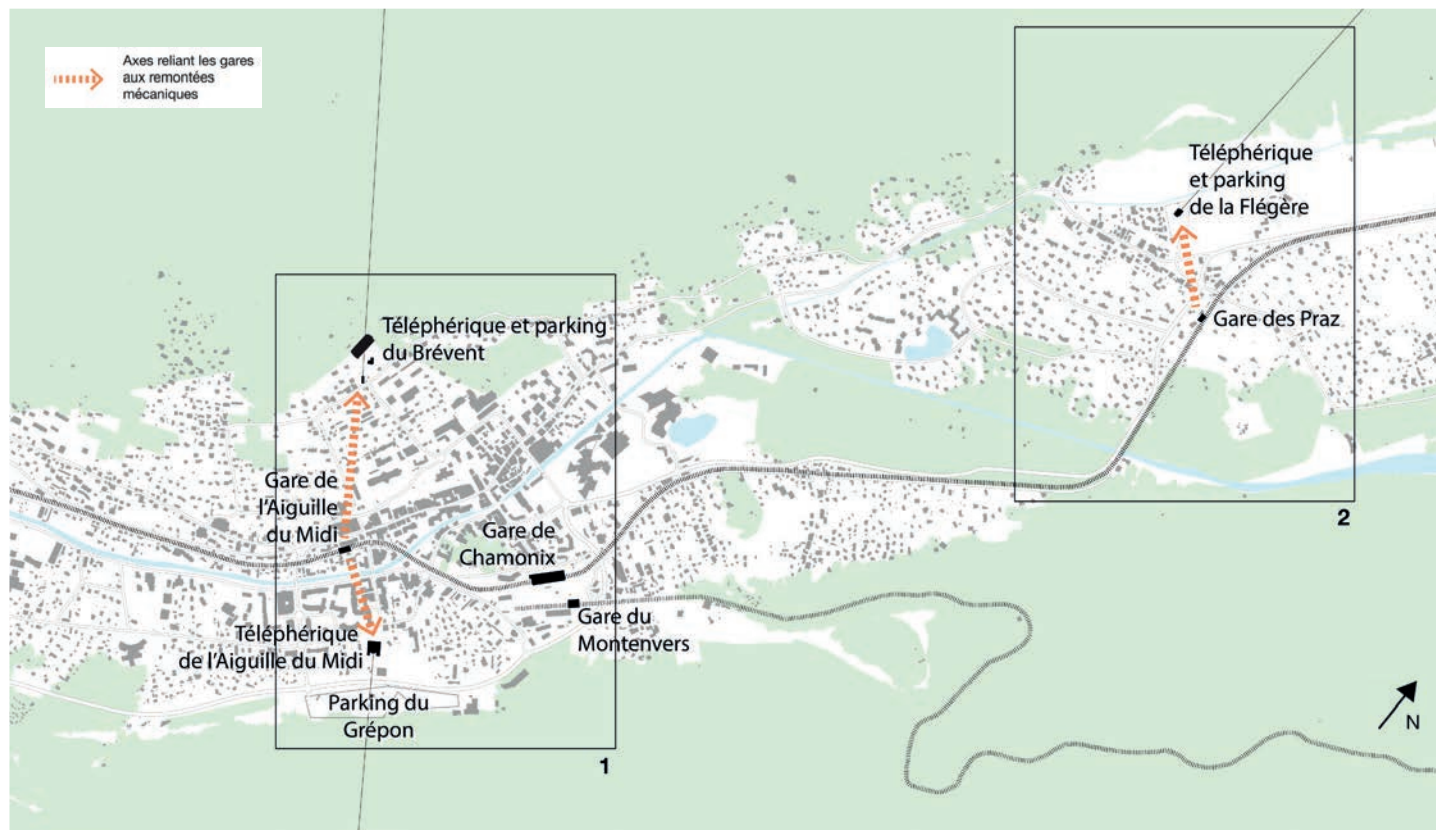 Axes reliant les gares
aux remontées
mécaniques
Téléphérique
et parking
de la Flégère
Gare des Praz
2
Téléphérique et parking
du Brévent
Gare de
l'Aiguille
du Midi
Gare de
Chamonix
Gare du
Montenvers
Téléphérique
de l'Aiguille du Midi
Parking du
Grépon
1
N